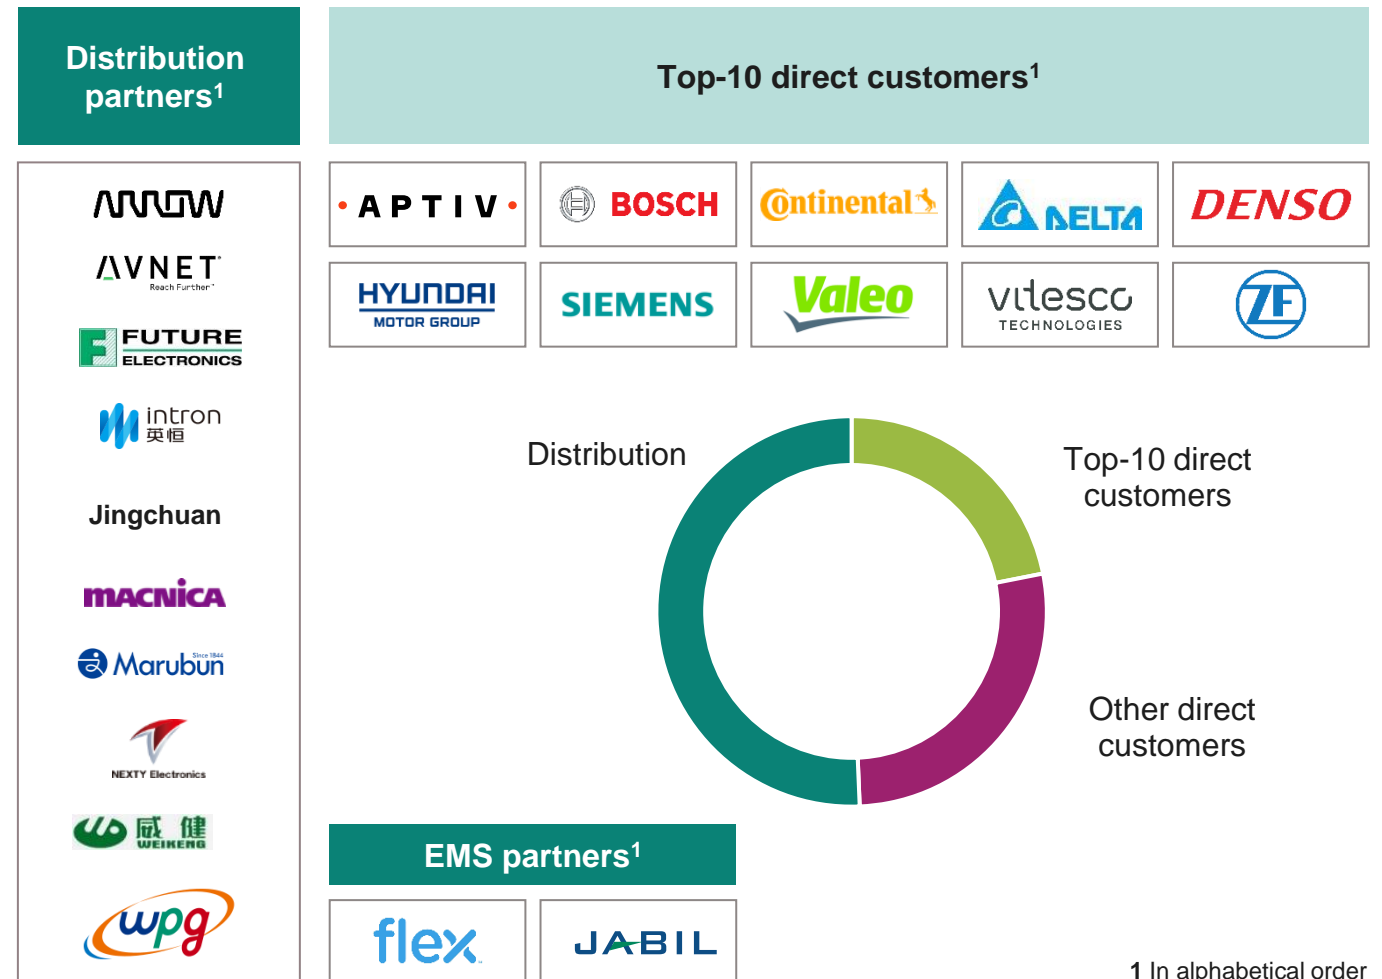 Distribution
partners1
Top-10 direct customers1
ARROW
AVNET
Reach Further™
FUTURE
ELECTRONICS
intron
英恒
Jingchuan
macnica
Since 1844
Marubun
NEXTY Electronics
威健
WEIKENG
wpg
• APTIV •
BOSCH
Continental
DELTA
DENSO
HYUNDAI
MOTOR GROUP
SIEMENS
Valeo
vitesco
TECHNOLOGIES
ZF
Distribution
Top-10 direct
customers
Other direct
customers
EMS partners1
flex
JABIL
1 In alphabetical order